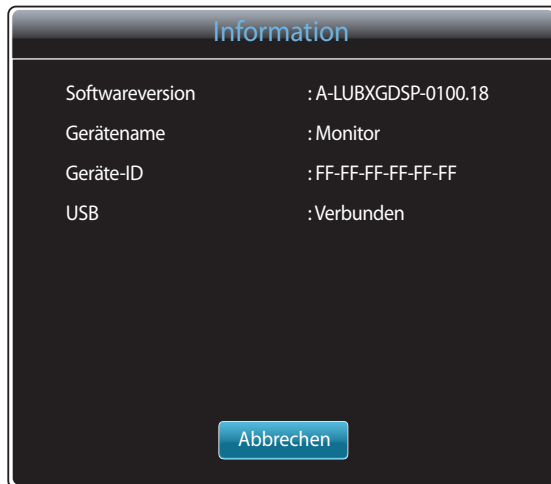 Information
Softwareversion : A-LUBXGDSP-0100.18
Gerätename : Monitor
Geräte-ID : FF-FF-FF-FF-FF-FF
USB : Verbunden
Abbrechen